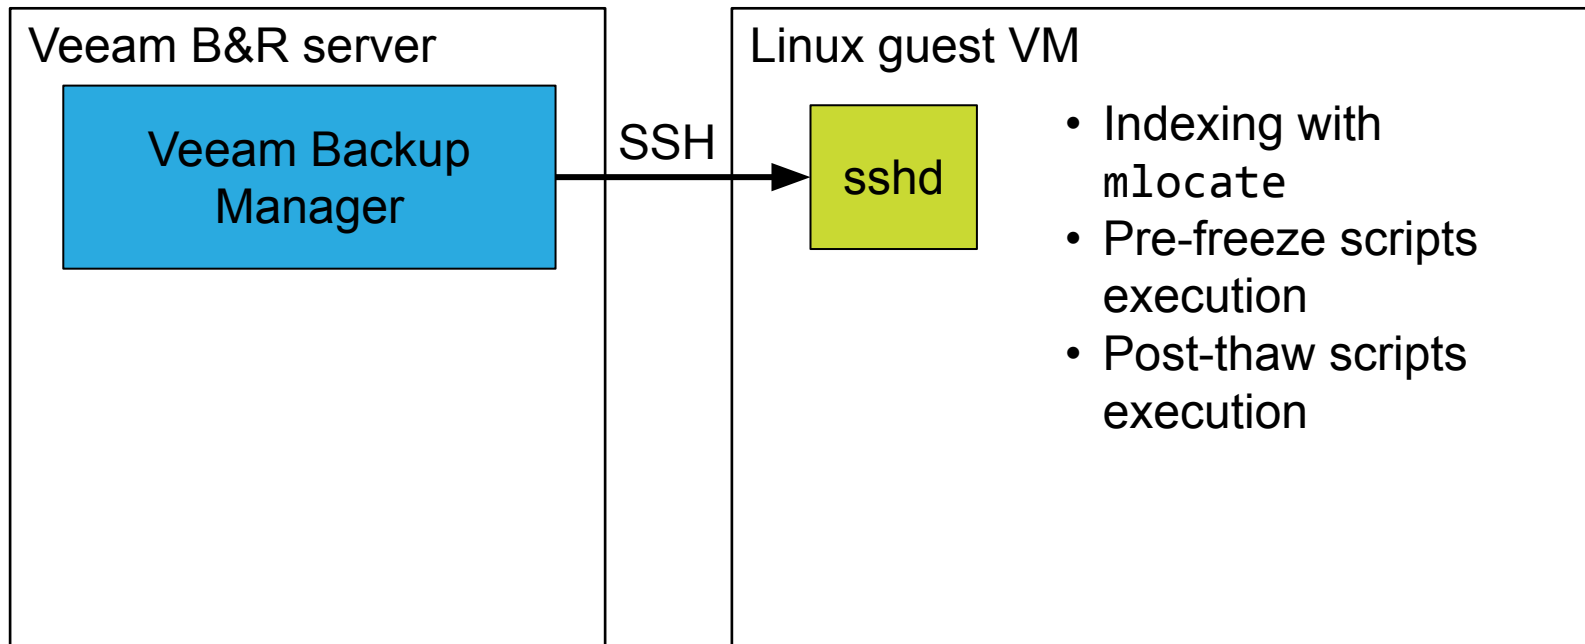 Veeam B&R server
Veeam Backup
Manager
SSH
Linux guest VM
sshd
• Indexing with
mlocate
• Pre-freeze scripts
execution
• Post-thaw scripts
execution